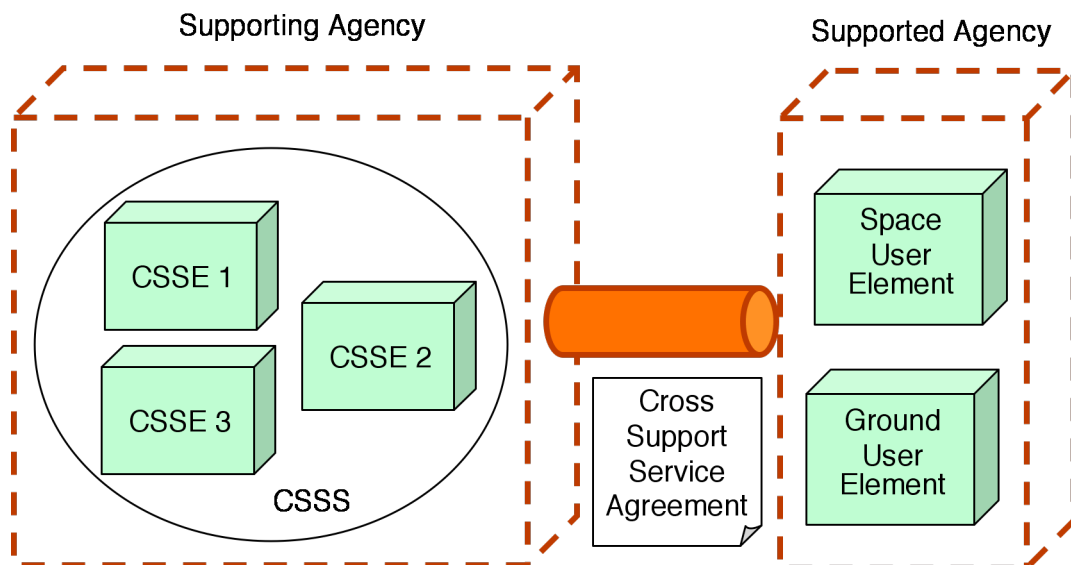 Supporting Agency
Supported Agency
CSSE 1
CSSE 2
CSSE 3
CSSS
Cross
Support
Service
Agreement
Space
User
Element
Ground
User
Element